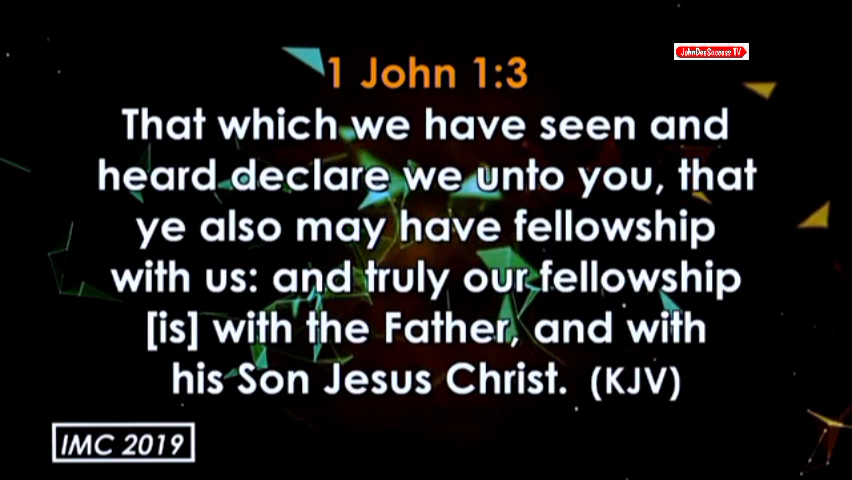 JohnDesSuccess TV
1 John 1:3
That which we have seen and
heard declare we unto you, that
ye also may have fellowship
with us: and truly our fellowship
[is] with the Father, and with
his Son Jesus Christ. (KJV)
IMC 2019